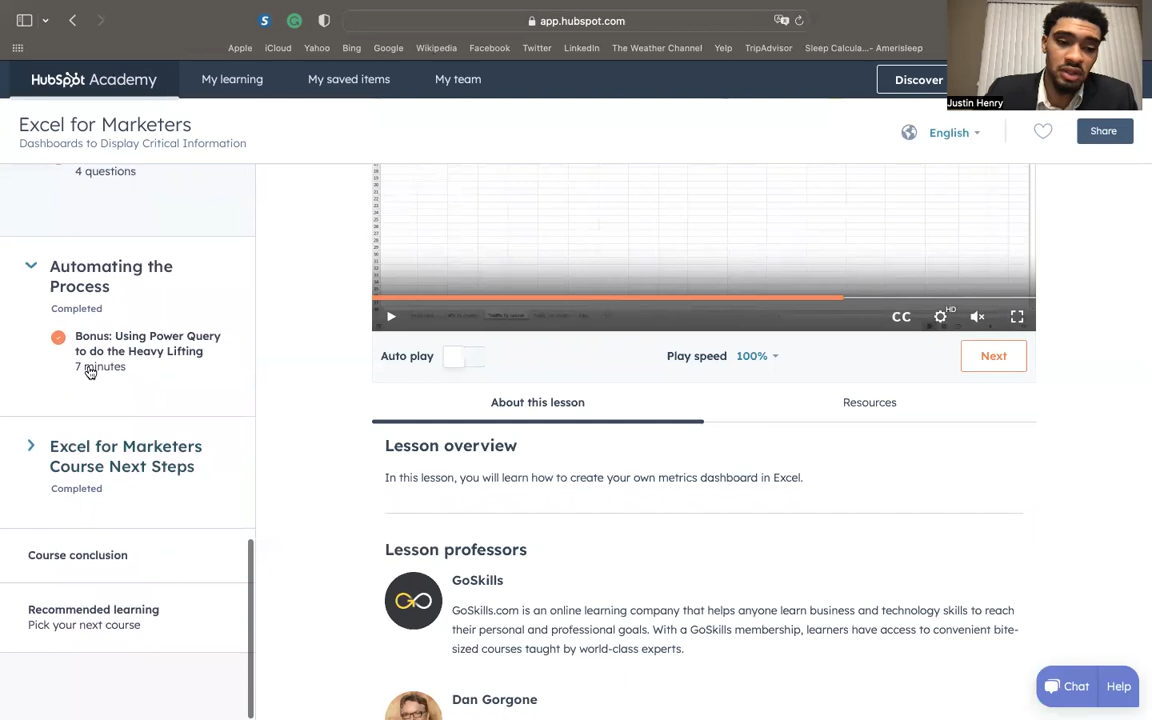 app.hubspot.com
Apple iCloud Yahoo Bing Google Wikipedia Facebook Twitter LinkedIn The Weather Channel Yelp TripAdvisor Sleep Calcula...- Amerisleep
HubSpot Academy My learning My saved items My team Discover
Justin Henry
Excel for Marketers
Dashboards to Display Critical Information
English
Share
4 questions
Automating the
Process
Completed
Bonus: Using Power Query
to do the Heavy Lifting
7 minutes
Excel for Marketers
Course Next Steps
Completed
Course conclusion
Recommended learning
Pick your next course
CC HD
Auto play Play speed 100% Next
About this lesson Resources
Lesson overview
In this lesson, you will learn how to create your own metrics dashboard in Excel.
Lesson professors
GoSkills
GoSkills.com is an online learning company that helps anyone learn business and technology skills to reach
their personal and professional goals. With a GoSkills membership, learners have access to convenient bite-
sized courses taught by world-class experts.
Dan Gorgone
Chat Help